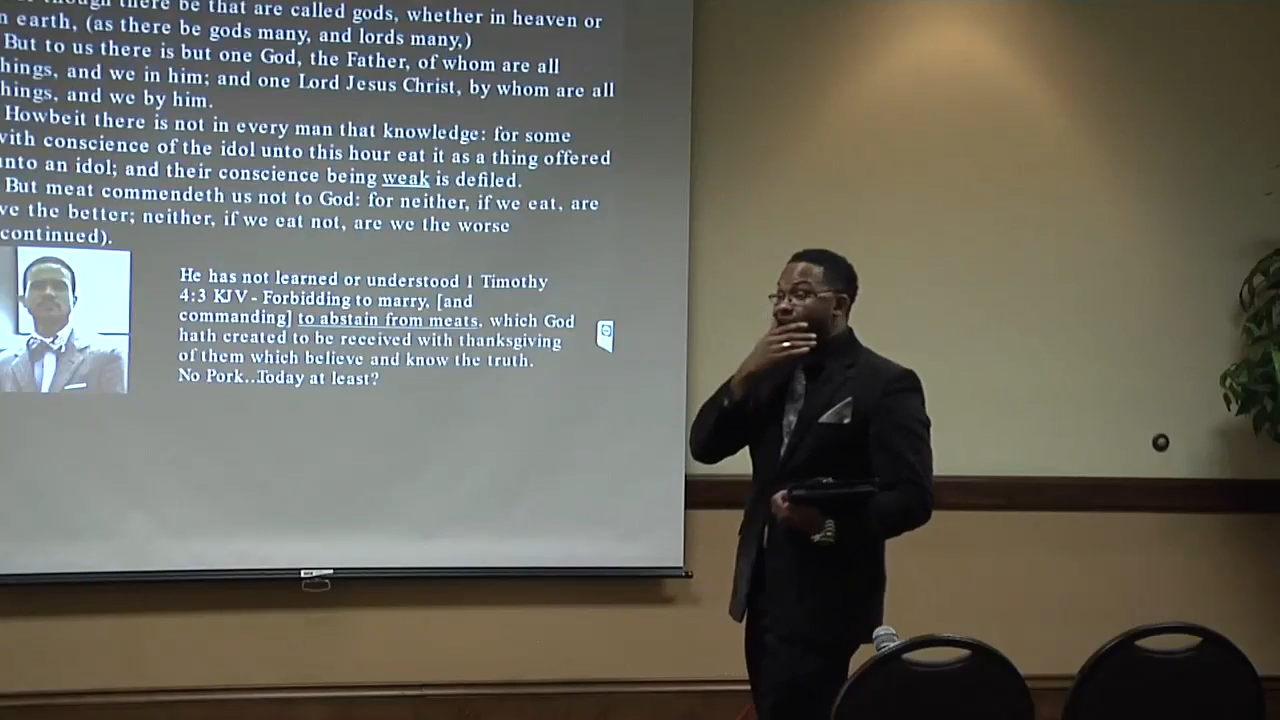 there be that are called gods, whether in heaven or
earth, (as there be gods many, and lords many,)
But to us there is but one God, the Father, of whom are all
hings, and we in him; and one Lord Jesus Christ, by whom are all
hings, and we by him.
Howbeit there is not in every man that knowledge: for some
with conscience of the idol unto this hour eat it as a thing offered
unto an idol; and their conscience being weak is defiled.
But meat commendeth us not to God: for neither, if we eat, are
we the better; neither, if we eat not, are we the worse
continued).
He has not learned or understood 1 Timothy
4:3 KJV - Forbidding to marry, [and
commanding] to abstain from meats, which God
hath created to be received with thanksgiving
of them which believe and know the truth.
No Pork..Today at least?